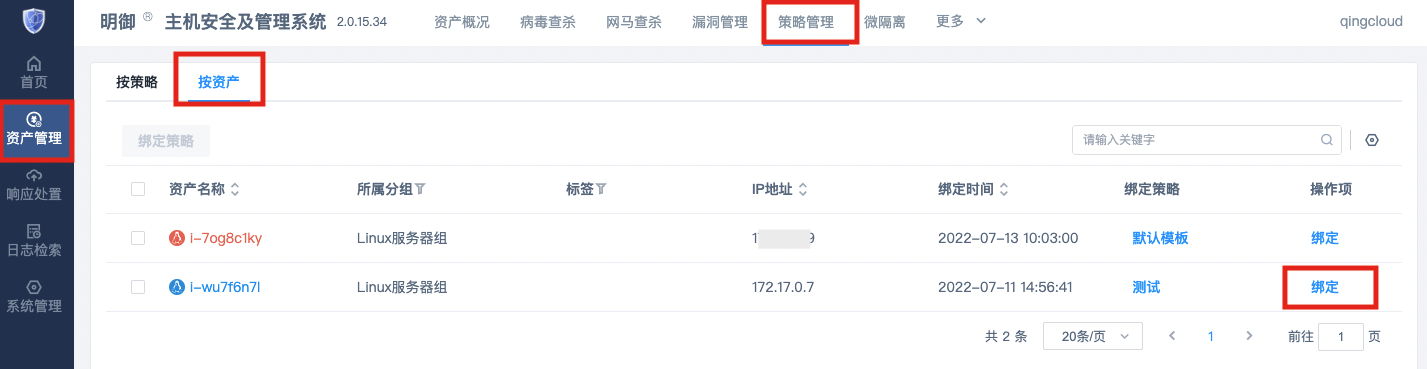 明御 ® 主机安全及管理系统 2.0.15.34 资产概况 病毒查杀 网马查杀 漏洞管理 策略管理 微隔离 更多 qingcloud
首页
资产管理
响应处置
日志检索
系统管理
按策略 按资产
绑定策略 请输入关键字
资产名称 所属分组 标签 IP地址 绑定时间 绑定策略 操作项
i-7og8c1ky Linux服务器组 2022-07-13 10:03:00 默认模板 绑定
i-wu7f6n7l Linux服务器组 172.17.0.7 2022-07-11 14:56:41 测试 绑定
共 2 条 20条/页 1 前往 1 页